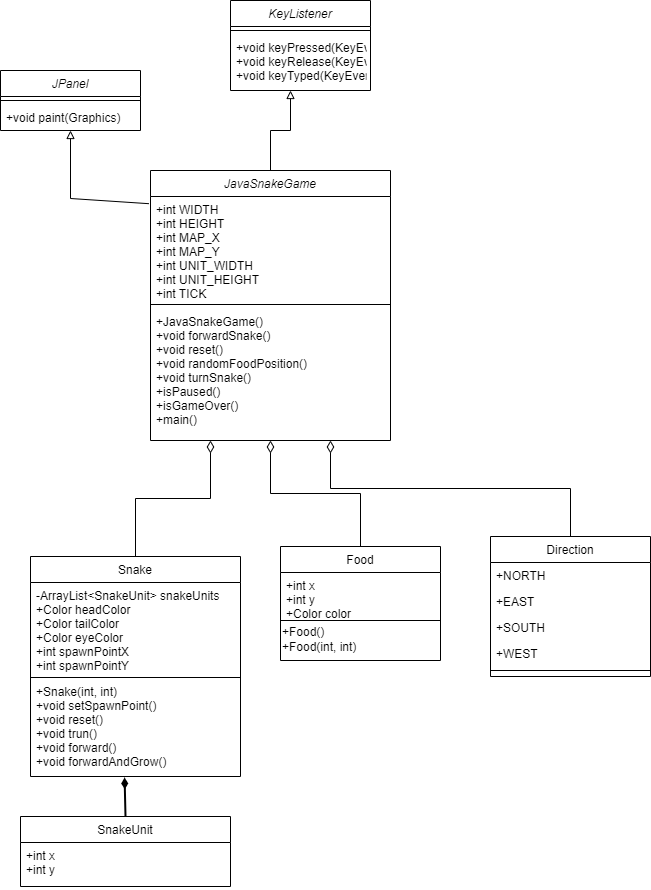 KeyListener
+void keyPressed(KeyEv
+void keyRelease(KeyEv
+void keyTyped(KeyEver
JPanel
+void paint(Graphics)
JavaSnakeGame
+int WIDTH
+int HEIGHT
+int MAP_X
+int MAP_Y
+int UNIT_WIDTH
+int UNIT_HEIGHT
+int TICK
+JavaSnakeGame()
+void forwardSnake()
+void reset()
+void randomFoodPosition()
+void turnSnake()
+isPaused()
+isGameOver()
+main()
Snake
-ArrayList<SnakeUnit> snakeUnits
+Color headColor
+Color tailColor
+Color eyeColor
+int spawnPointX
+int spawnPointY
+Snake(int, int)
+void setSpawnPoint()
+void reset()
+void trun()
+void forward()
+void forwardAndGrow()
Food
+int x
+int y
+Color color
+Food()
+Food(int, int)
Direction
+NORTH
+EAST
+SOUTH
+WEST
SnakeUnit
+int x
+int y